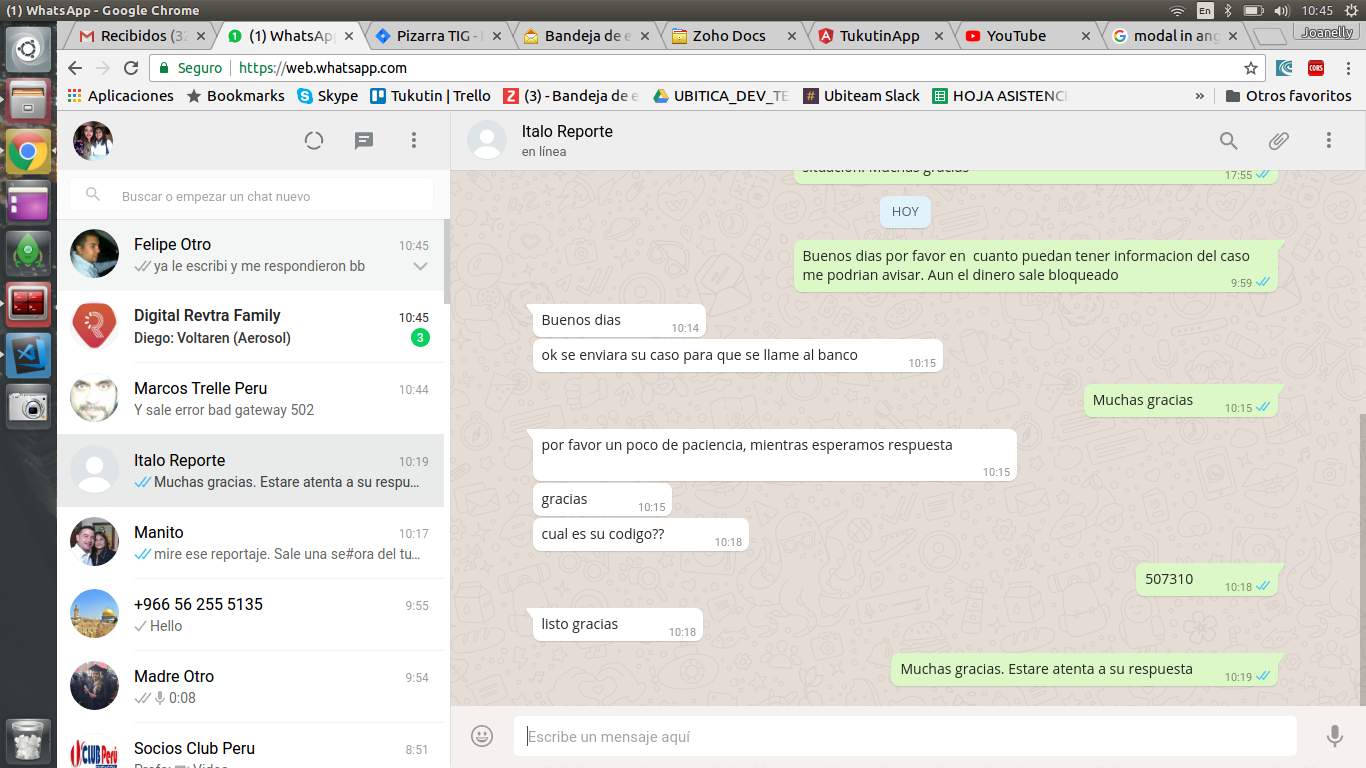 (1) WhatsApp - Google Chrome
En
10:45
Recibidos (32
(1) WhatsApp
Pizarra TIG -
Bandeja de e
Zoho Docs
TukutinApp
YouTube
modal in ang
Joanelly
Seguro
https://web.whatsapp.com
CORS
Aplicaciones
Bookmarks
Skype
Tukutin | Trello
(3) - Bandeja de e
UBITICA_DEV_TE
Ubiteam Slack
HOJA ASISTENCI
»
Otros favoritos
Buscar o empezar un chat nuevo
Felipe Otro
10:45
ya le escribi y me respondieron bb
Digital Revtra Family
10:45
Diego: Voltaren (Aerosol)
3
Marcos Trelle Peru
10:44
Y sale error bad gateway 502
Italo Reporte
10:19
Muchas gracias. Estare atenta a su respu…
Manito
10:17
mire ese reportaje. Sale una se#ora del tu…
+966 56 255 5135
9:55
Hello
Madre Otro
9:54
0:08
Socios Club Peru
8:51
CLUB Perú
Italo Reporte
en línea
situacion. Muchas gracias
17:55
HOY
Buenos dias por favor en cuanto puedan tener informacion del caso
me podrian avisar. Aun el dinero sale bloqueado
9:59
Buenos dias
10:14
ok se enviara su caso para que se llame al banco
10:15
Muchas gracias
10:15
por favor un poco de paciencia, mientras esperamos respuesta
10:15
gracias
10:15
cual es su codigo??
10:18
507310
10:18
listo gracias
10:18
Muchas gracias. Estare atenta a su respuesta
10:19
Escribe un mensaje aquí